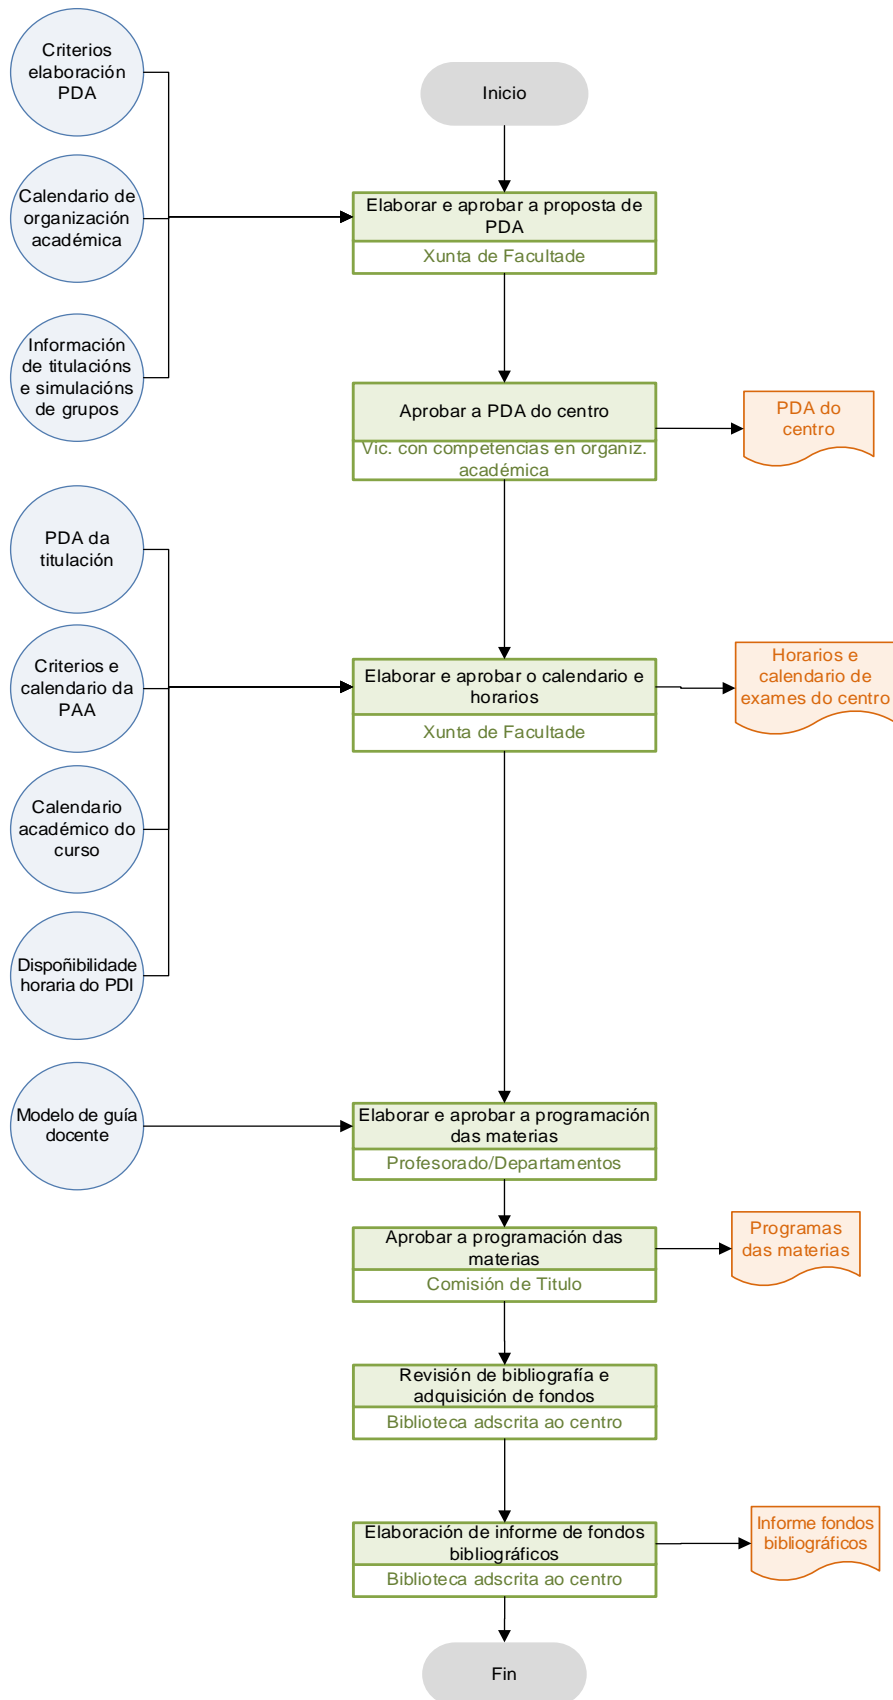 Criterios
elaboración
PDA
Inicio
Calendario de
organización
académica
Elaborar e aprobar a proposta de
PDA
Xunta de Facultade
Información
de titulacións
e simulacións
de grupos
Aprobar a PDA do centro
Vic. con competencias en organiz.
académica
PDA do
centro
PDA da
titulación
Criterios e
calendario da
PAA
Elaborar e aprobar o calendario e
horarios
Xunta de Facultade
Horarios e
calendario de
exames do centro
Calendario
académico do
curso
Dispoñibilidade
horaria do PDI
Modelo de guía
docente
Elaborar e aprobar a programación
das materias
Profesorado/Departamentos
Aprobar a programación das
materias
Comisión de Titulo
Programas
das materias
Revisión de bibliografía e
adquisición de fondos
Biblioteca adscrita ao centro
Elaboración de informe de fondos
bibliográficos
Biblioteca adscrita ao centro
Informe fondos
bibliográficos
Fin